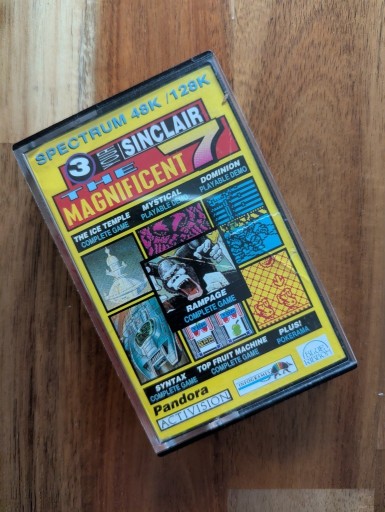 SPECTRUM 48K / 128K
3 SINCLAIR
THE
MAGNIFICENT 7
THE ICE TEMPLE
COMPLETE GAME
MYSTICAL
PLAYABLE DEMO
DOMINION
PLAYABLE DEMO
RAMPAGE
COMPLETE GAME
SYNTAX
COMPLETE GAME
TOP FRUIT MACHINE
COMPLETE GAME
PLUS!
POKERAMA
Pandora
ACTIVISION